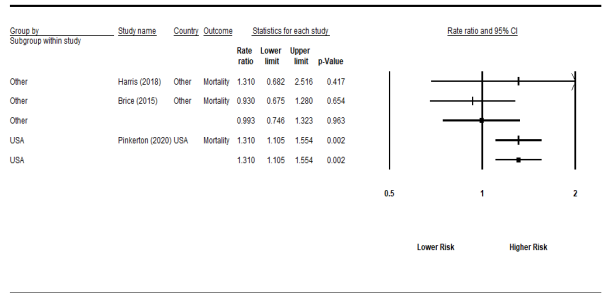 Group by Study name Country Outcome Statistics for each study Rate ratio and 95% CI
Subgroup within study
Rate Lower Upper
ratio limit limit p-Value
Other Harris (2018) Other Mortality 1.310 0.682 2.516 0.417
Other Brice (2015) Other Mortality 0.930 0.675 1.280 0.654
Other 0.993 0.746 1.323 0.963
USA Pinkerton (2020) USA Mortality 1.310 1.105 1.554 0.002
USA 1.310 1.105 1.554 0.002
0.5 1 2
Lower Risk Higher Risk